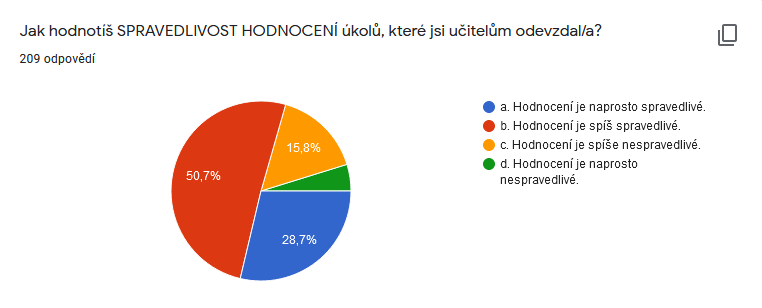 Jak hodnotíš SPRAVEDLIVOST HODNOCENÍ úkolů, které jsi učitelům odevzdal/a?
209 odpovědí
a. Hodnocení je naprosto spravedlivé.
b. Hodnocení je spíš spravedlivé.
c. Hodnocení je spíše nespravedlivé.
d. Hodnocení je naprosto
nespravedlivé.
15,8%
50,7%
28,7%